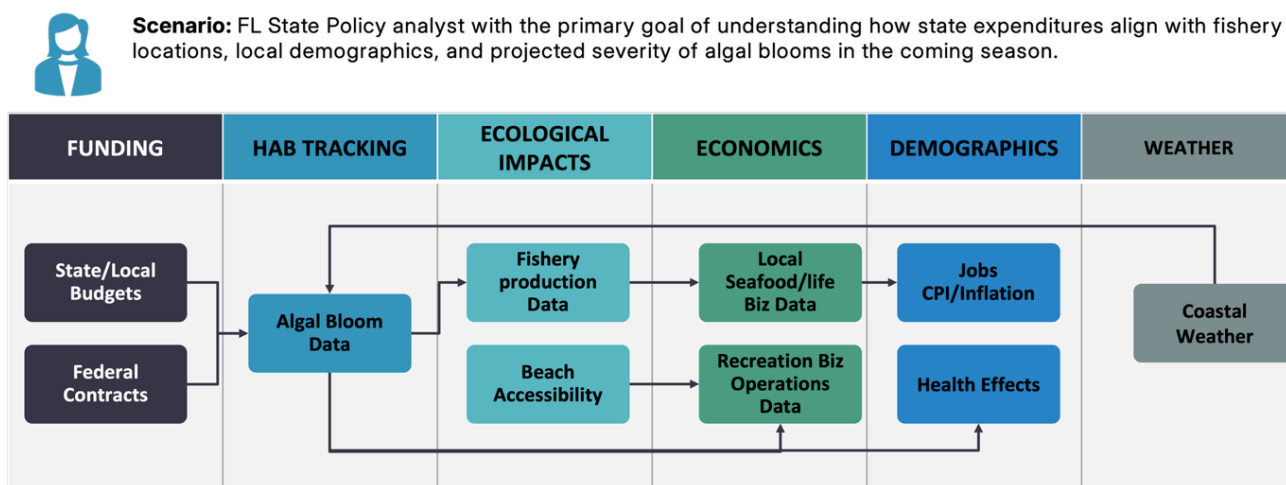 Scenario: FL State Policy analyst with the primary goal of understanding how state expenditures align with fishery
locations, local demographics, and projected severity of algal blooms in the coming season.
FUNDING
HAB TRACKING
ECOLOGICAL
IMPACTS
ECONOMICS
DEMOGRAPHICS
WEATHER
State/Local
Budgets
Federal
Contracts
Algal Bloom
Data
Fishery
production
Data
Beach
Accessibility
Local
Seafood/life
Biz Data
Recreation Biz
Operations
Data
Jobs
CPI/Inflation
Health Effects
Coastal
Weather